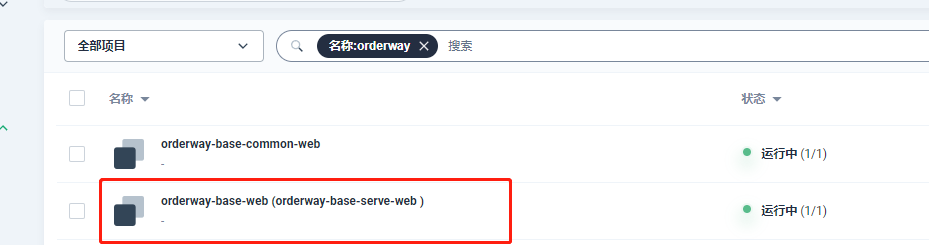 全部项目
名称:orderway
搜索
名称
状态
orderway-base-common-web
-
运行中 (1/1)
orderway-base-web (orderway-base-serve-web )
-
运行中 (1/1)